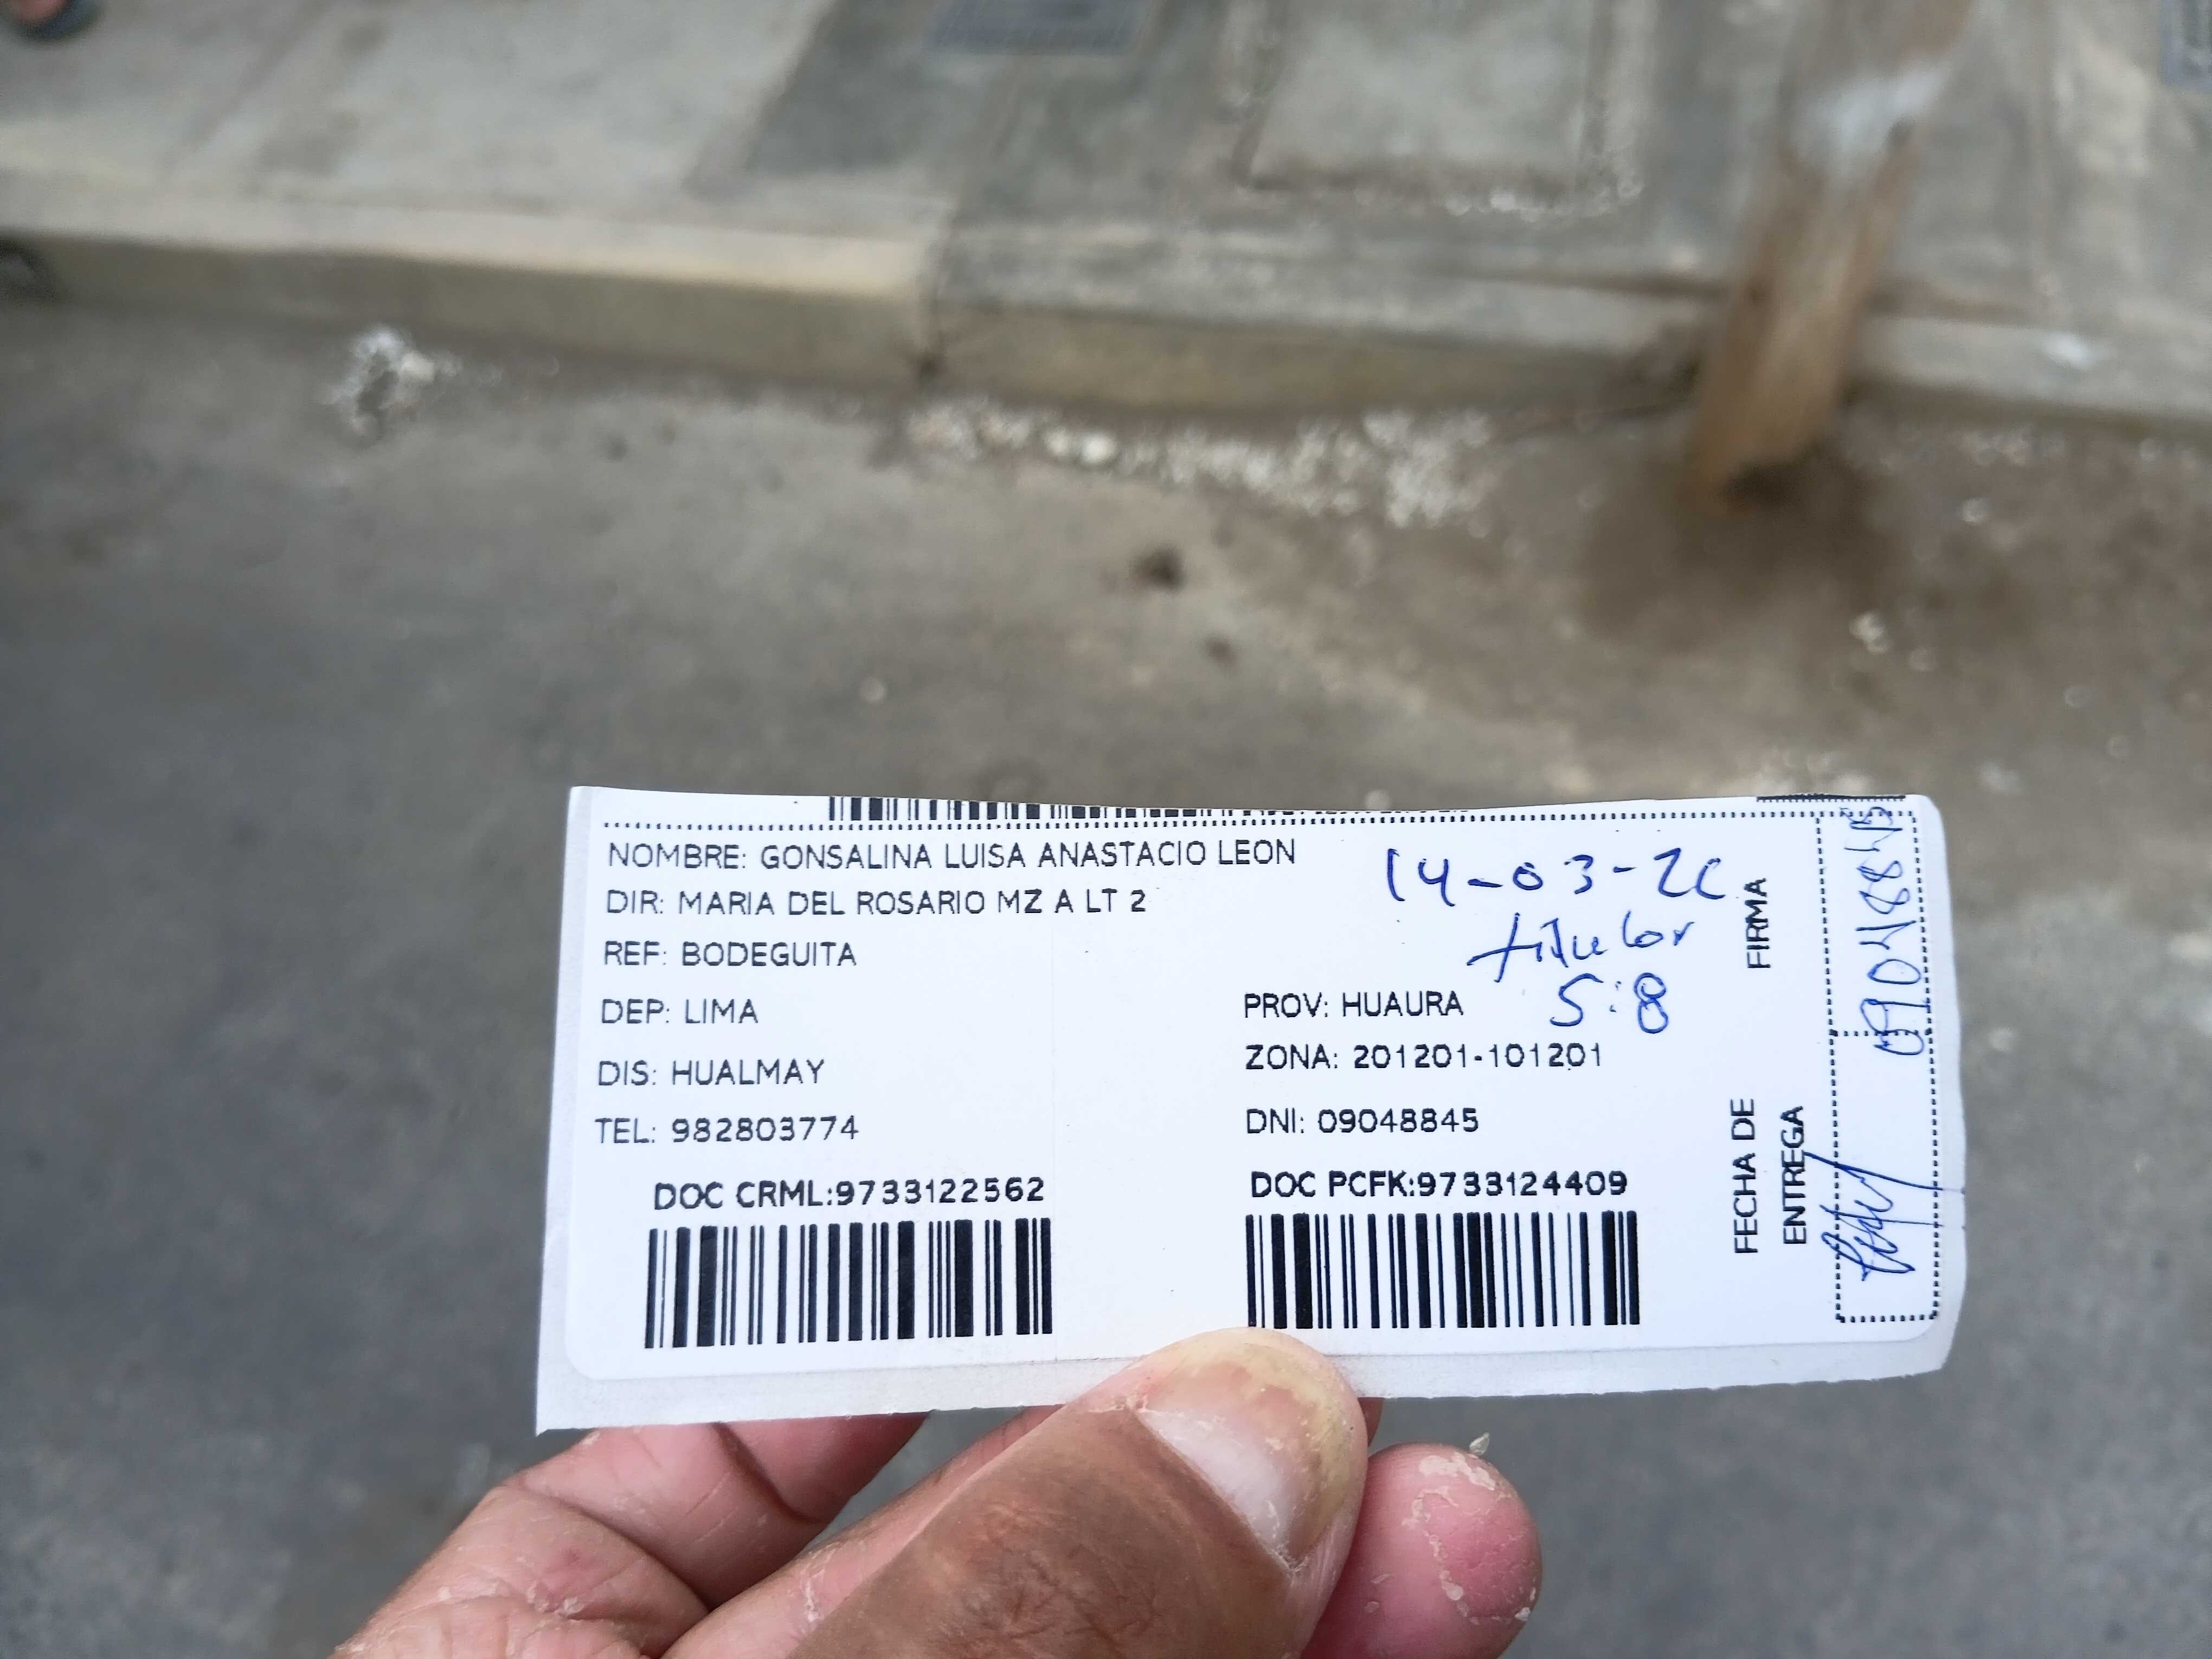 NOMBRE: GONSALINA LUISA ANASTACIO LEON
14-03-26
DIR: MARIA DEL ROSARIO MZ A LT 2
titular
REF: BODEGUITA
5:8
DEP: LIMA
PROV: HUAURA
ZONA: 201201-101201
DIS: HUALMAY
TEL: 982803774
DNI: 09048845
DOC CRML:9733122562
DOC PCFK:9733124409
FIRMA
09048845
FECHA DE
ENTREGA